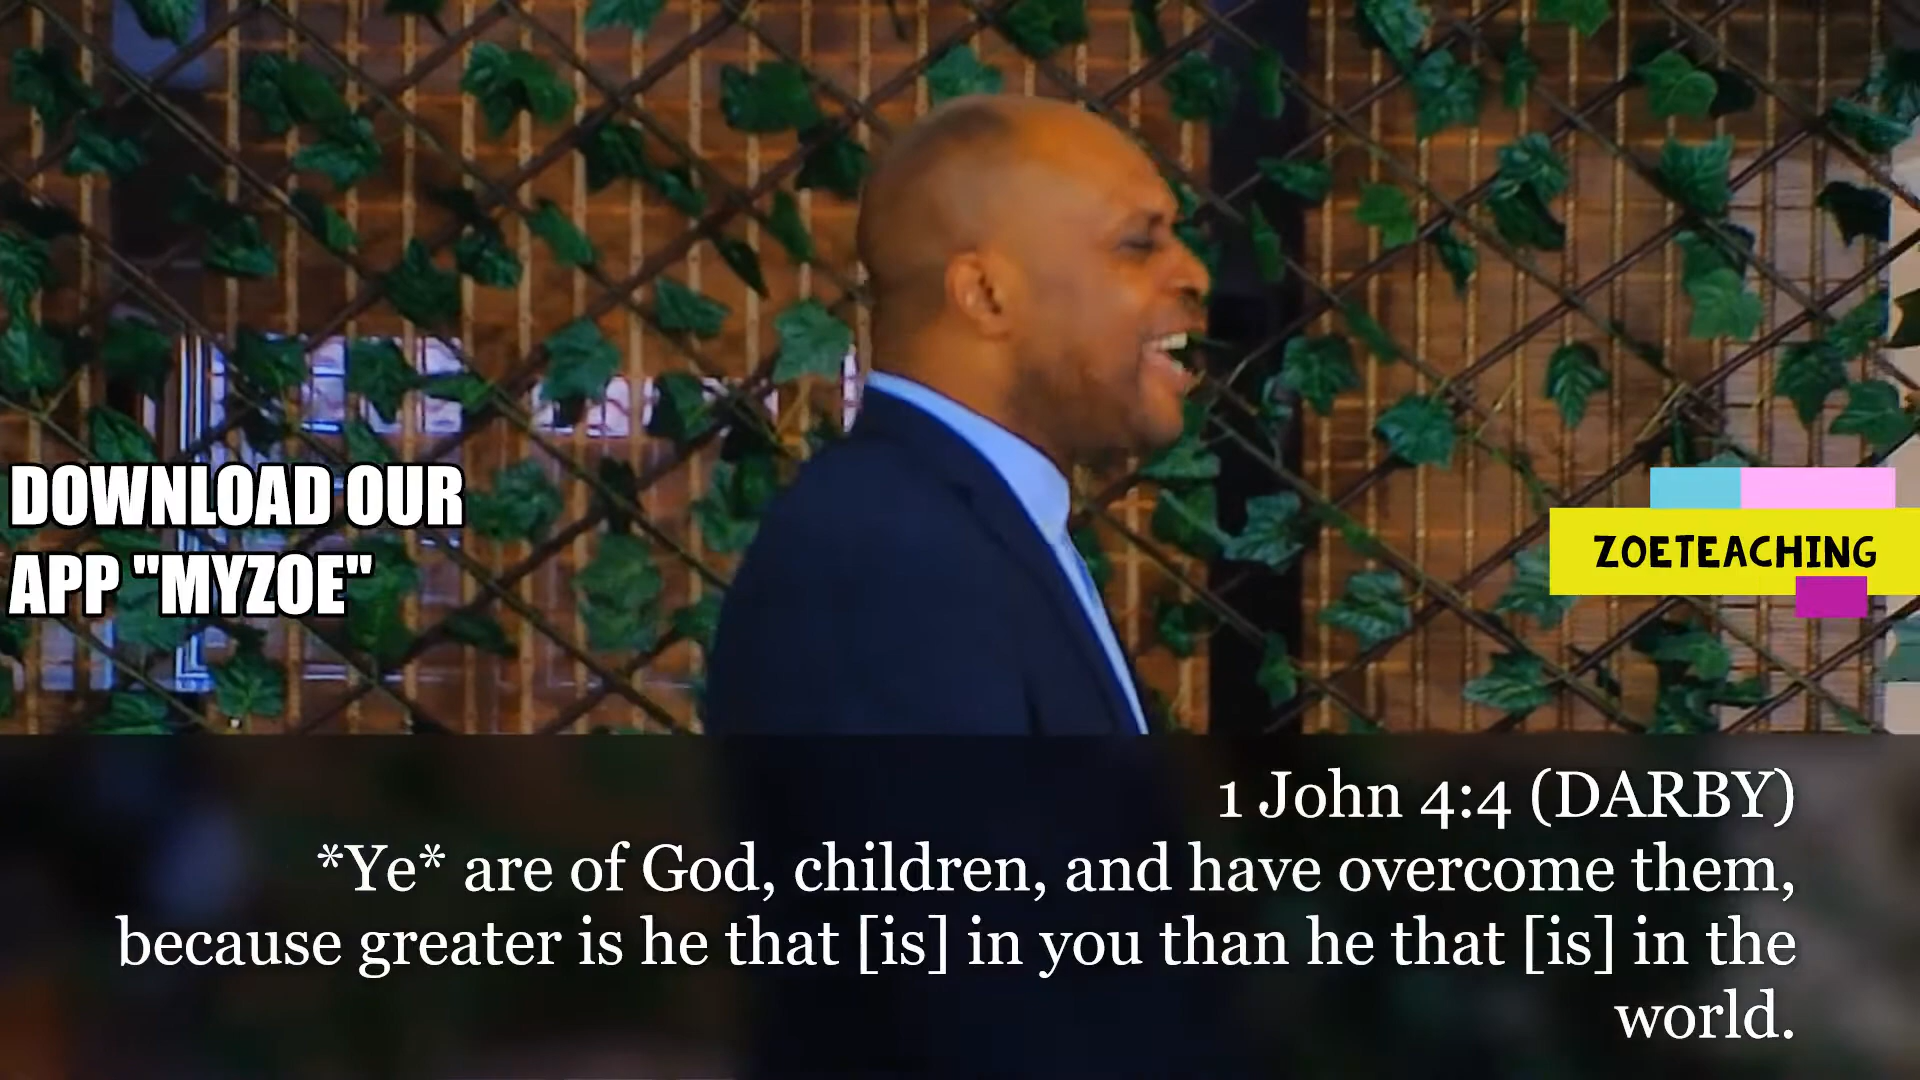 DOWNLOAD OUR
APP "MYZOE"
ZOETEACHING
1 John 4:4 (DARBY)
*Ye* are of God, children, and have overcome them,
because greater is he that [is] in you than he that [is] in the
world.